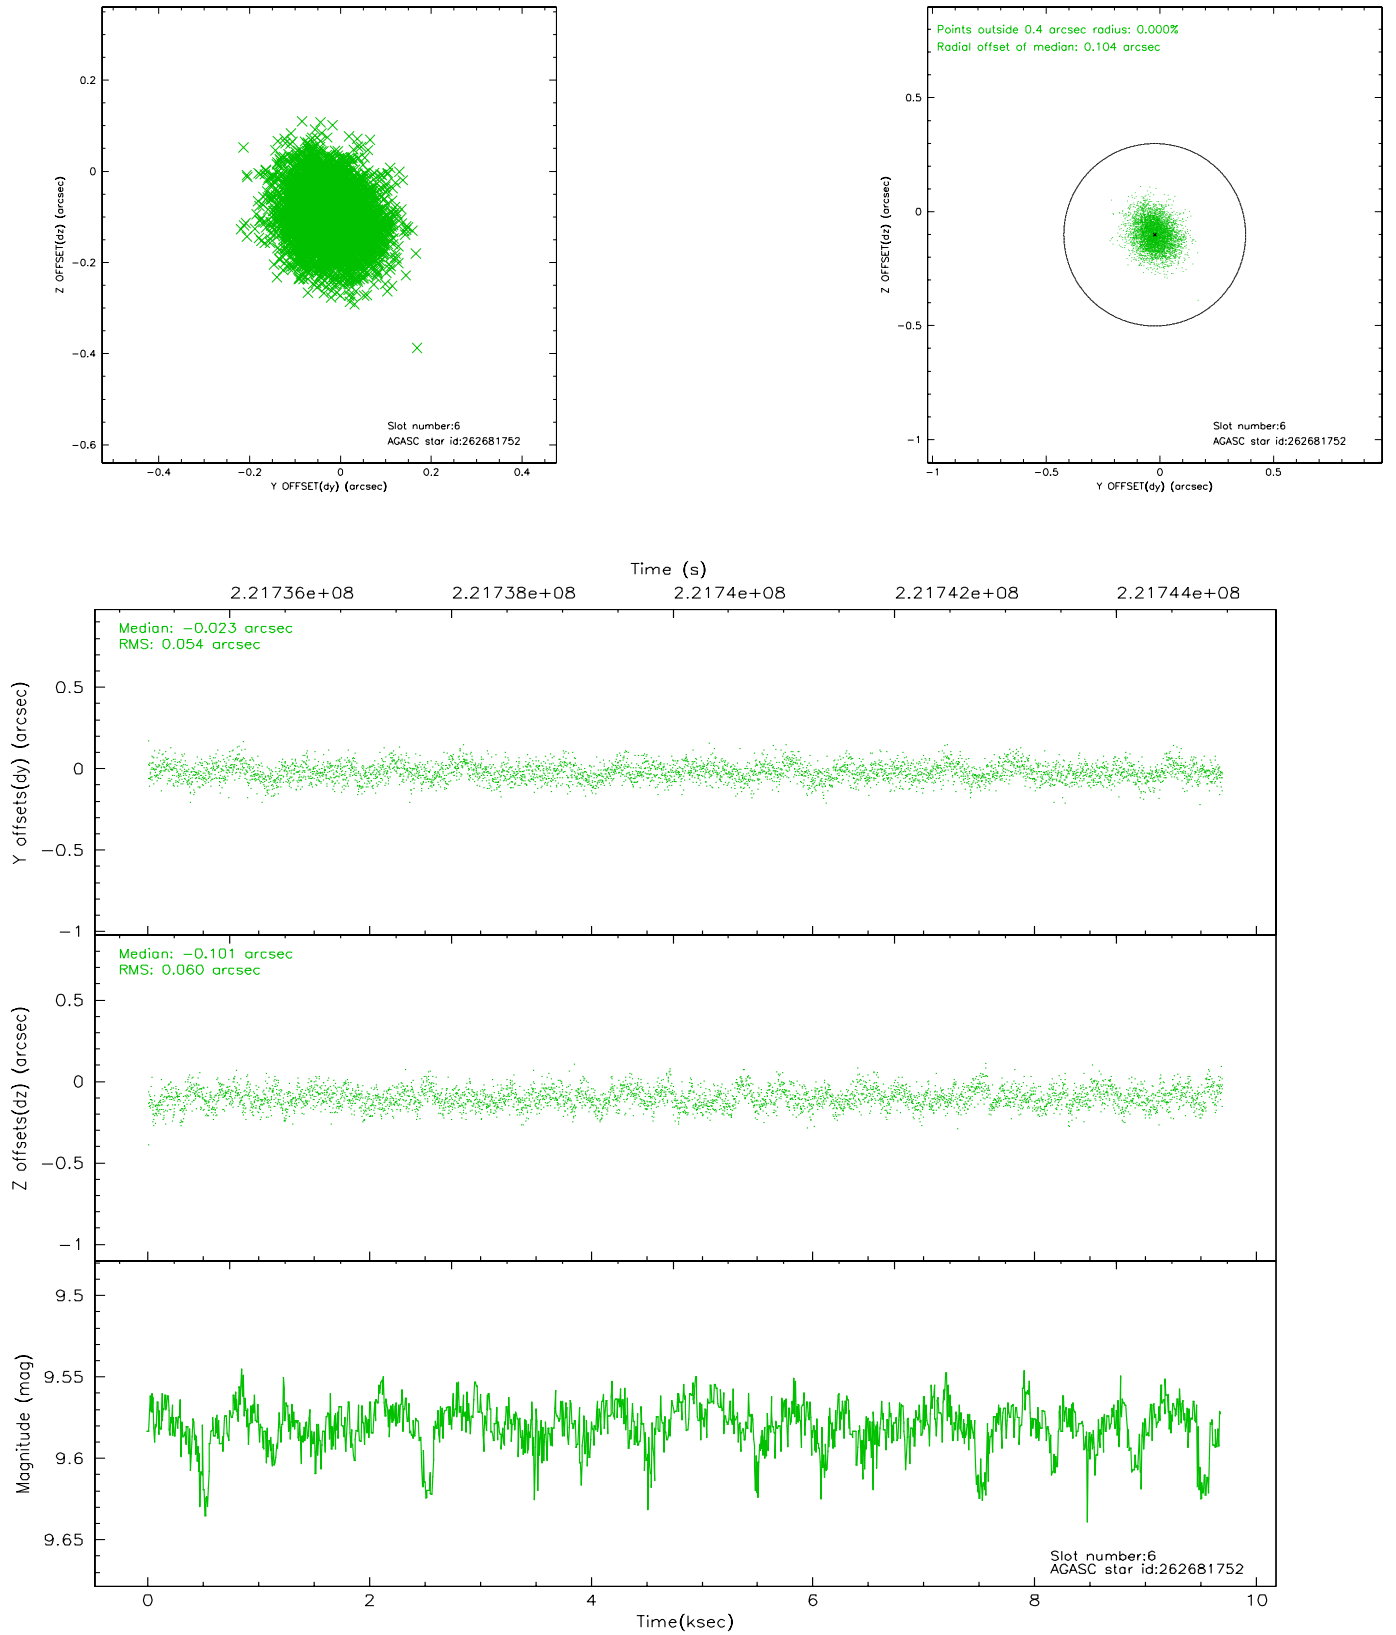 0.2
0
−0.2
−0.4
−0.6
Z OFFSET(dz) (arcsec)
−0.4
−0.2
0
0.2
0.4
Y OFFSET(dy) (arcsec)
Slot number:6
AGASC star id:262681752
Points outside 0.4 arcsec radius: 0.000%
Radial offset of median: 0.104 arcsec
0.5
0
−0.5
−1
Z OFFSET(dz) (arcsec)
−1
−0.5
0
0.5
Y OFFSET(dy) (arcsec)
Slot number:6
AGASC star id:262681752
Time (s)
2.21736e+08
2.21738e+08
2.2174e+08
2.21742e+08
2.21744e+08
Median: −0.023 arcsec
RMS: 0.054 arcsec
0.5
0
−0.5
−1
Y offsets(dy) (arcsec)
Median: −0.101 arcsec
RMS: 0.060 arcsec
0.5
0
−0.5
−1
Z offsets(dz) (arcsec)
9.5
9.55
9.6
9.65
Magnitude (mag)
Slot number:6
AGASC star id:262681752
0
2
4
6
8
10
Time(ksec)